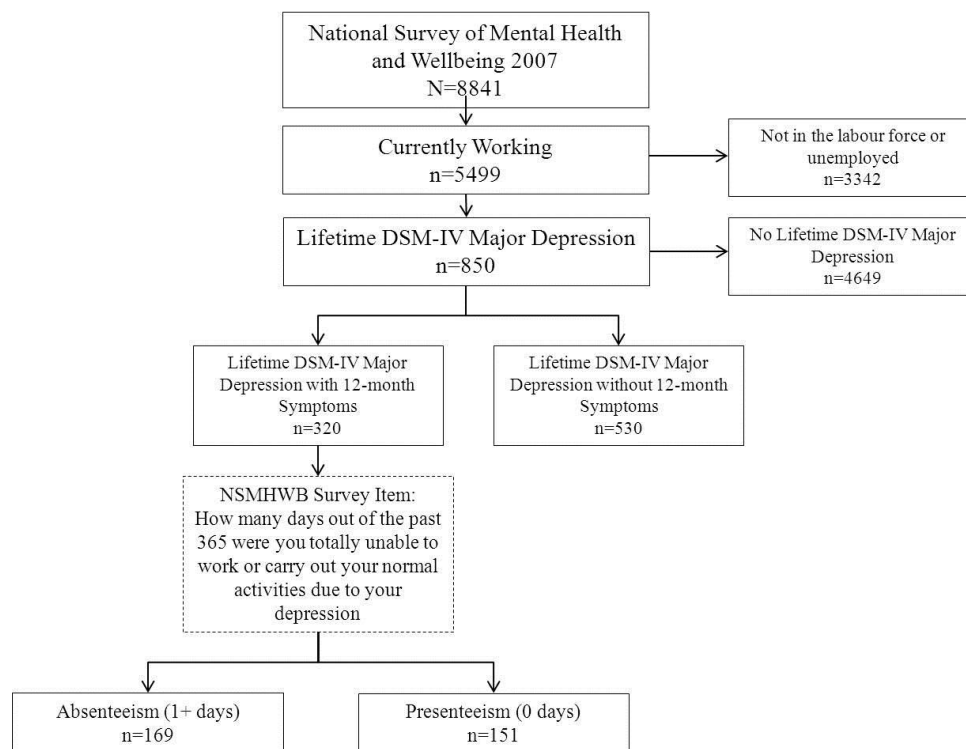 National Survey of Mental Health
and Wellbeing 2007
N=8841
Currently Working
n=5499
Not in the labour force or
unemployed
n=3342
Lifetime DSM-IV Major Depression
n=850
No Lifetime DSM-IV Major
Depression
n=4649
Lifetime DSM-IV Major
Depression with 12-month
Symptoms
n=320
Lifetime DSM-IV Major
Depression without 12-month
Symptoms
n=530
NSMHWB Survey Item:
How many days out of the past
365 were you totally unable to
work or carry out your normal
activities due to your
depression
Absenteeism (1+ days)
n=169
Presenteeism (0 days)
n=151